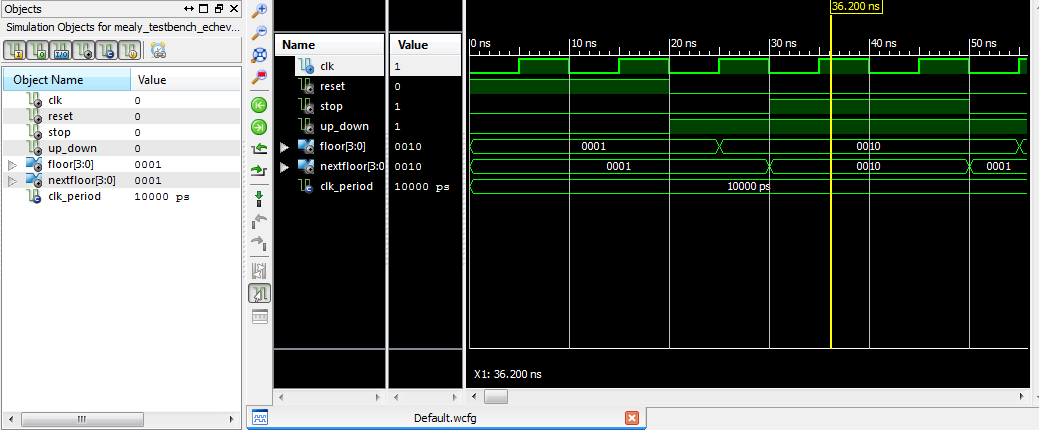 Objects
Simulation Objects for mealy_testbench_echev...
Object Name Value
clk 0
reset 0
stop 0
up_down 0
floor[3:0] 0001
nextfloor[3:0] 0001
clk_period 10000 ps
36.200 ns
Name Value
0 ns 10 ns 20 ns 30 ns 40 ns 50 ns
clk 1
reset 0
stop 1
up_down 1
floor[3:0] 0010 0001 0010
nextfloor[3:0 0010 0001 0010 0001
clk_period 10000 ps 10000 ps
X1: 36.200 ns
Default.wcfg